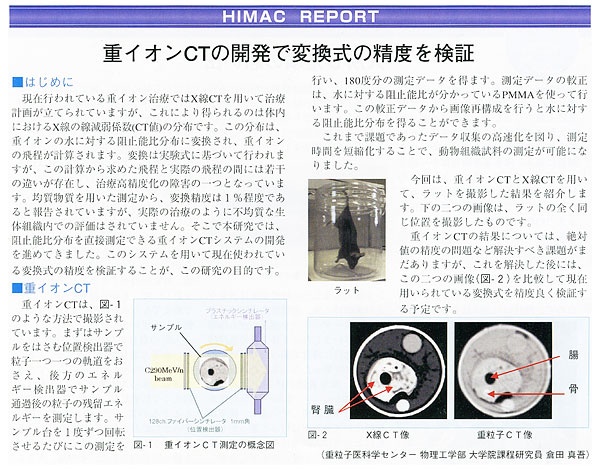 HIMAC REPORT
重イオンCTの開発で変換式の精度を検証
■はじめに
現在行われている重イオン治療ではX線CTを用いて治療
計画が立てられていますが、これにより得られるのは体内
におけるX線の線減弱係数(CT値)の分布です。この分布は、
重イオンの水に対する阻止能比分布に変換され、重イオン
の飛程が計算されます。変換は実験式に基づいて行われま
すが、この計算から求めた飛程と実際の飛程の間には若干
の違いが存在し、治療高精度化の障害の一つとなっていま
す。均質物質を用いた測定から、変換精度は1%程度であ
ると報告されていますが、実際の治療のように不均質な生
体組織内での評価はされていません。そこで本研究では、
阻止能比分布を直接測定できる重イオンCTシステムの開発
を進めてきました。このシステムを用いて現在使われてい
る変換式の精度を検証することが、この研究の目的です。
■重イオンCT
重イオンCTは、図-1
のような方法で撮影され
ています。まずはサンプ
ルをはさむ位置検出器で
粒子一つ一つの軌道をお
さえ、後方のエネル
ギー検出器でサンプル
通過後の粒子の残留エネ
ルギーを測定します。サ
ンプル台を1度ずつ回転
させるたびにこの測定を
プラスチックシンチレータ
(エネルギー検出器)
サンプル
C290MeV/n
beam
128chファイバーシンチレータ 1mm角
(位置検出器)
図-1 重イオンCT測定の概念図
行い、180度分の測定データを得ます。測定データの較正
は、水に対する阻止能比が分かっているPMMAを使って行
います。この較正データから画像再構成を行うと水に対す
る阻止能比分布を得ることができます。
これまで課題であったデータ収集の高速化を図り、測定
時間を短縮化することで、動物組織試料の測定が可能にな
りました。
今回は、重イオンCTとX線CTを用
いて、ラットを撮影した結果を紹介しま
す。下の二つの画像は、ラットの全く同
じ位置を撮影したものです。
重イオンCTの結果については、絶対
値の精度の問題など解決すべき課題がま
だありますが、これを解決した後には、
この二つの画像(図-2)を比較して現在
用いられている変換式を精度良く検証す
る予定です。
ラット
腎臓
腸
骨
図-2 X線CT像 重粒子CT像
(重粒子医科学センター 物理工学部 大学院課程研究員 倉田 真吾)